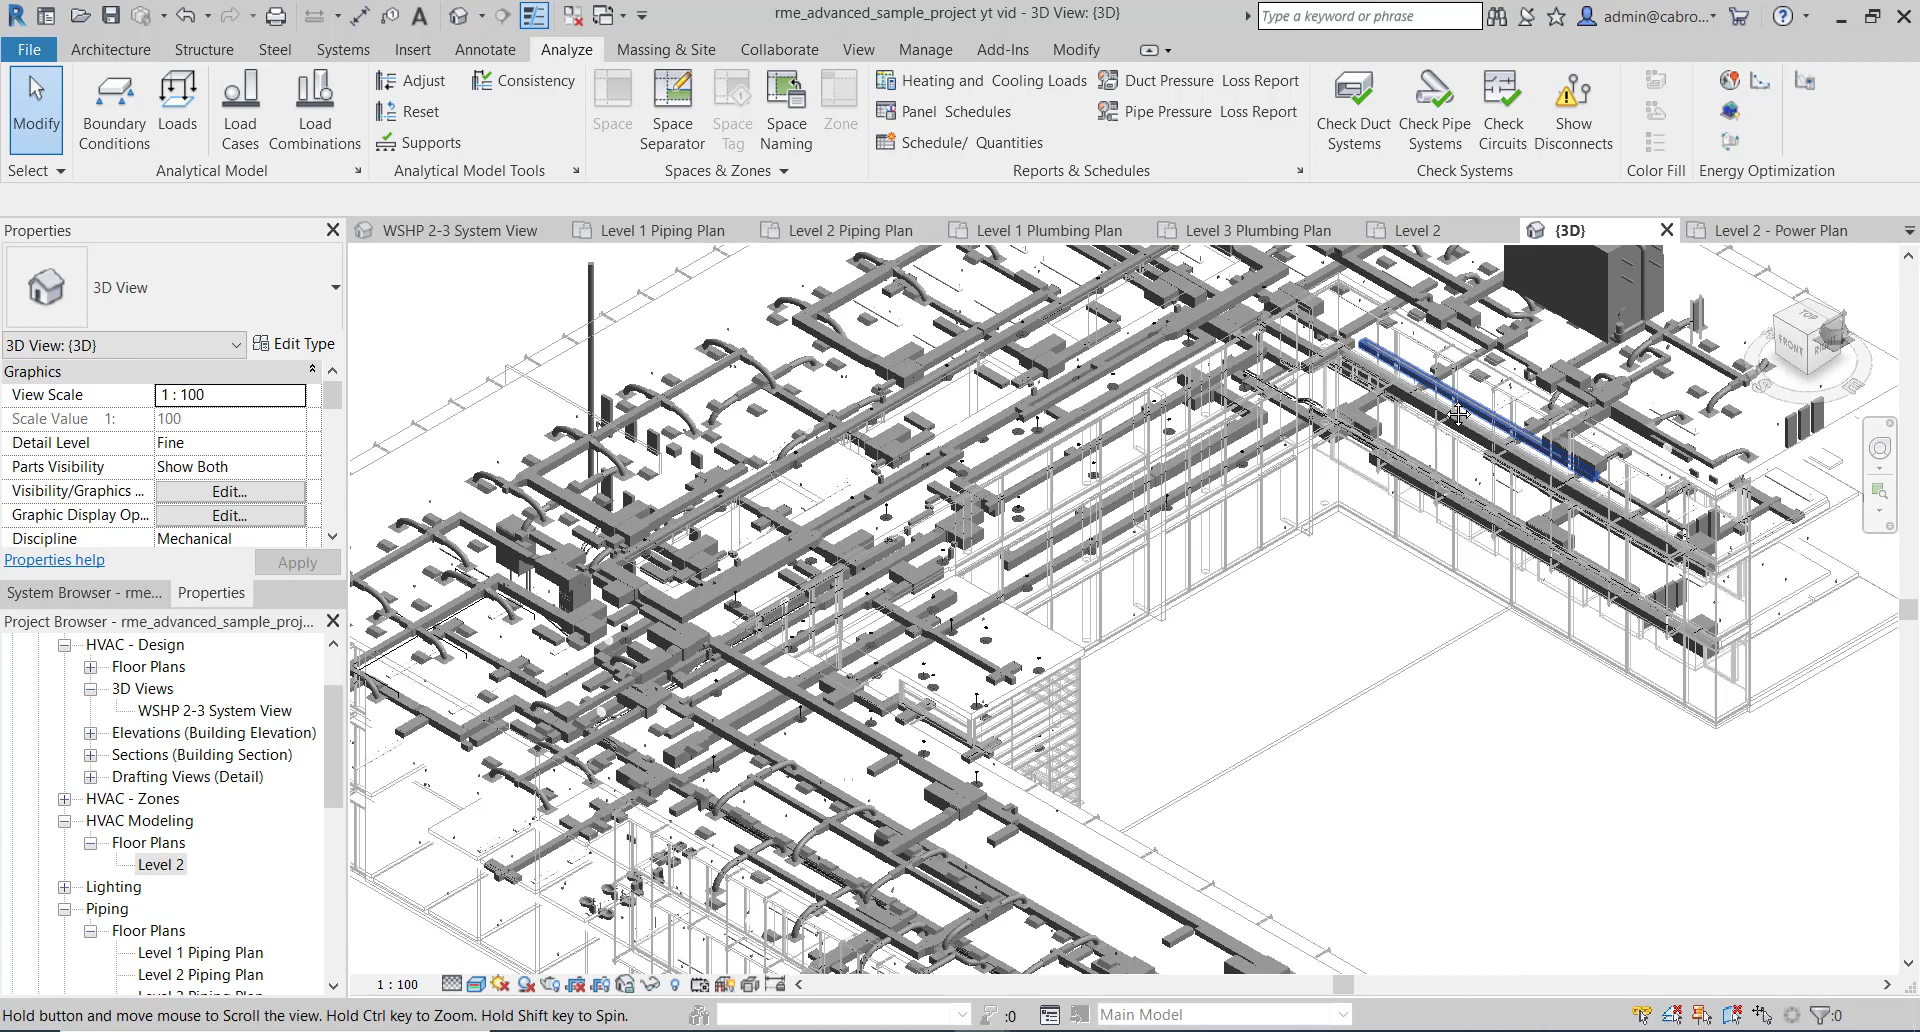 rme_advanced_sample_project yt vid - 3D View: {3D}
Type a keyword or phrase
admin@cabro...
File
Architecture
Structure
Steel
Systems
Insert
Annotate
Analyze
Massing & Site
Collaborate
View
Manage
Add-Ins
Modify
Modify
Boundary
Conditions
Loads
Load
Cases
Load
Combinations
Adjust
Reset
Supports
Consistency
Space
Space
Separator
Space
Tag
Space
Naming
Zone
Heating and Cooling Loads
Panel Schedules
Schedule/ Quantities
Duct Pressure Loss Report
Pipe Pressure Loss Report
Check Duct
Systems
Check Pipe
Systems
Check
Circuits
Show
Disconnects
Select
Analytical Model
Analytical Model Tools
Spaces & Zones
Reports & Schedules
Check Systems
Color Fill
Energy Optimization
Properties
WSHP 2-3 System View
Level 1 Piping Plan
Level 2 Piping Plan
Level 1 Plumbing Plan
Level 3 Plumbing Plan
Level 2
{3D}
Level 2 - Power Plan
3D View
3D View: {3D}
Edit Type
Graphics
View Scale
1 : 100
Scale Value 1:
100
Detail Level
Fine
Parts Visibility
Show Both
Visibility/Graphics ...
Edit...
Graphic Display Op...
Edit...
Discipline
Mechanical
Properties help
Apply
System Browser - rme...
Properties
Project Browser - rme_advanced_sample_proj...
HVAC - Design
Floor Plans
3D Views
WSHP 2-3 System View
Elevations (Building Elevation)
Sections (Building Section)
Drafting Views (Detail)
HVAC - Zones
HVAC Modeling
Floor Plans
Level 2
Lighting
Piping
Floor Plans
Level 1 Piping Plan
Level 2 Piping Plan
TOP
FRONT
S
E
1 : 100
Hold button and move mouse to Scroll the view. Hold Ctrl key to Zoom. Hold Shift key to Spin.
:0
Main Model
:0